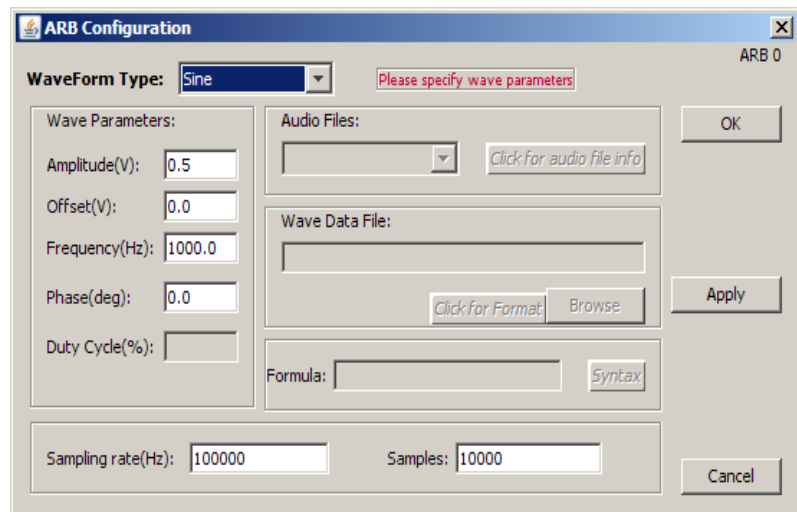 ARB Configuration
ARB 0
WaveForm Type: Sine
Please specify wave parameters
Wave Parameters:
Amplitude(V): 0.5
Offset(V): 0.0
Frequency(Hz): 1000.0
Phase(deg): 0.0
Duty Cycle(%):
Audio Files:
Click for audio file info
Wave Data File:
Click for Format
Browse
Formula:
Syntax
Sampling rate(Hz): 100000
Samples: 10000
OK
Apply
Cancel